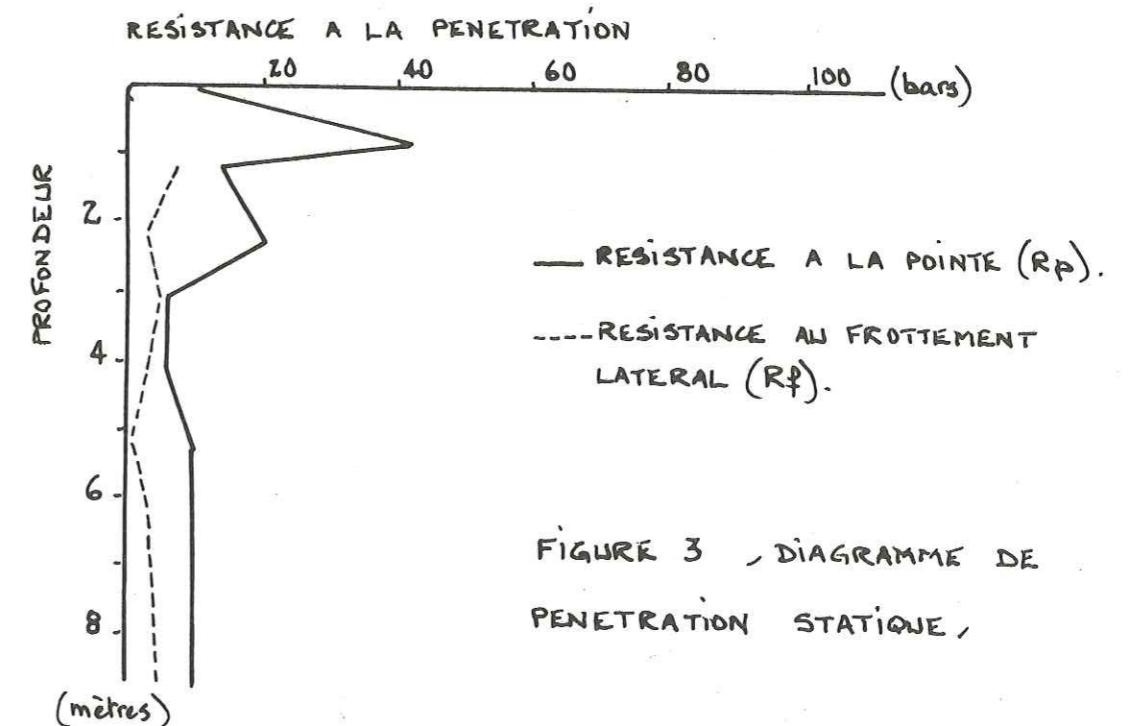 RESISTANCE A LA PENETRATION
20 40 60 80 100 (bars)
PROFONDEUR
2
4
6
8
(mètres)
— RESISTANCE A LA POINTE (Rp).
----RESISTANCE AU FROTTEMENT
LATERAL (Rf).
FIGURE 3 , DIAGRAMME DE
PENETRATION STATIQUE,